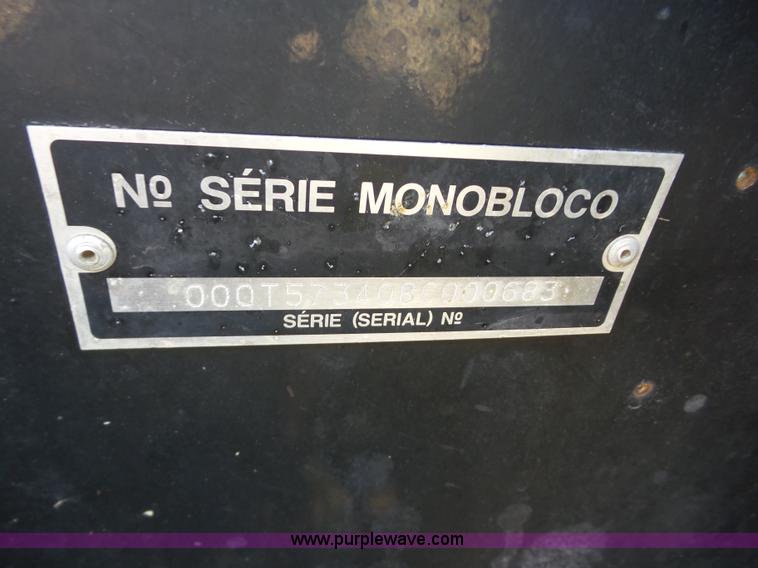 Nº SÉRIE MONOBLOCO
SÉRIE (SERIAL) Nº
www.purplewave.com